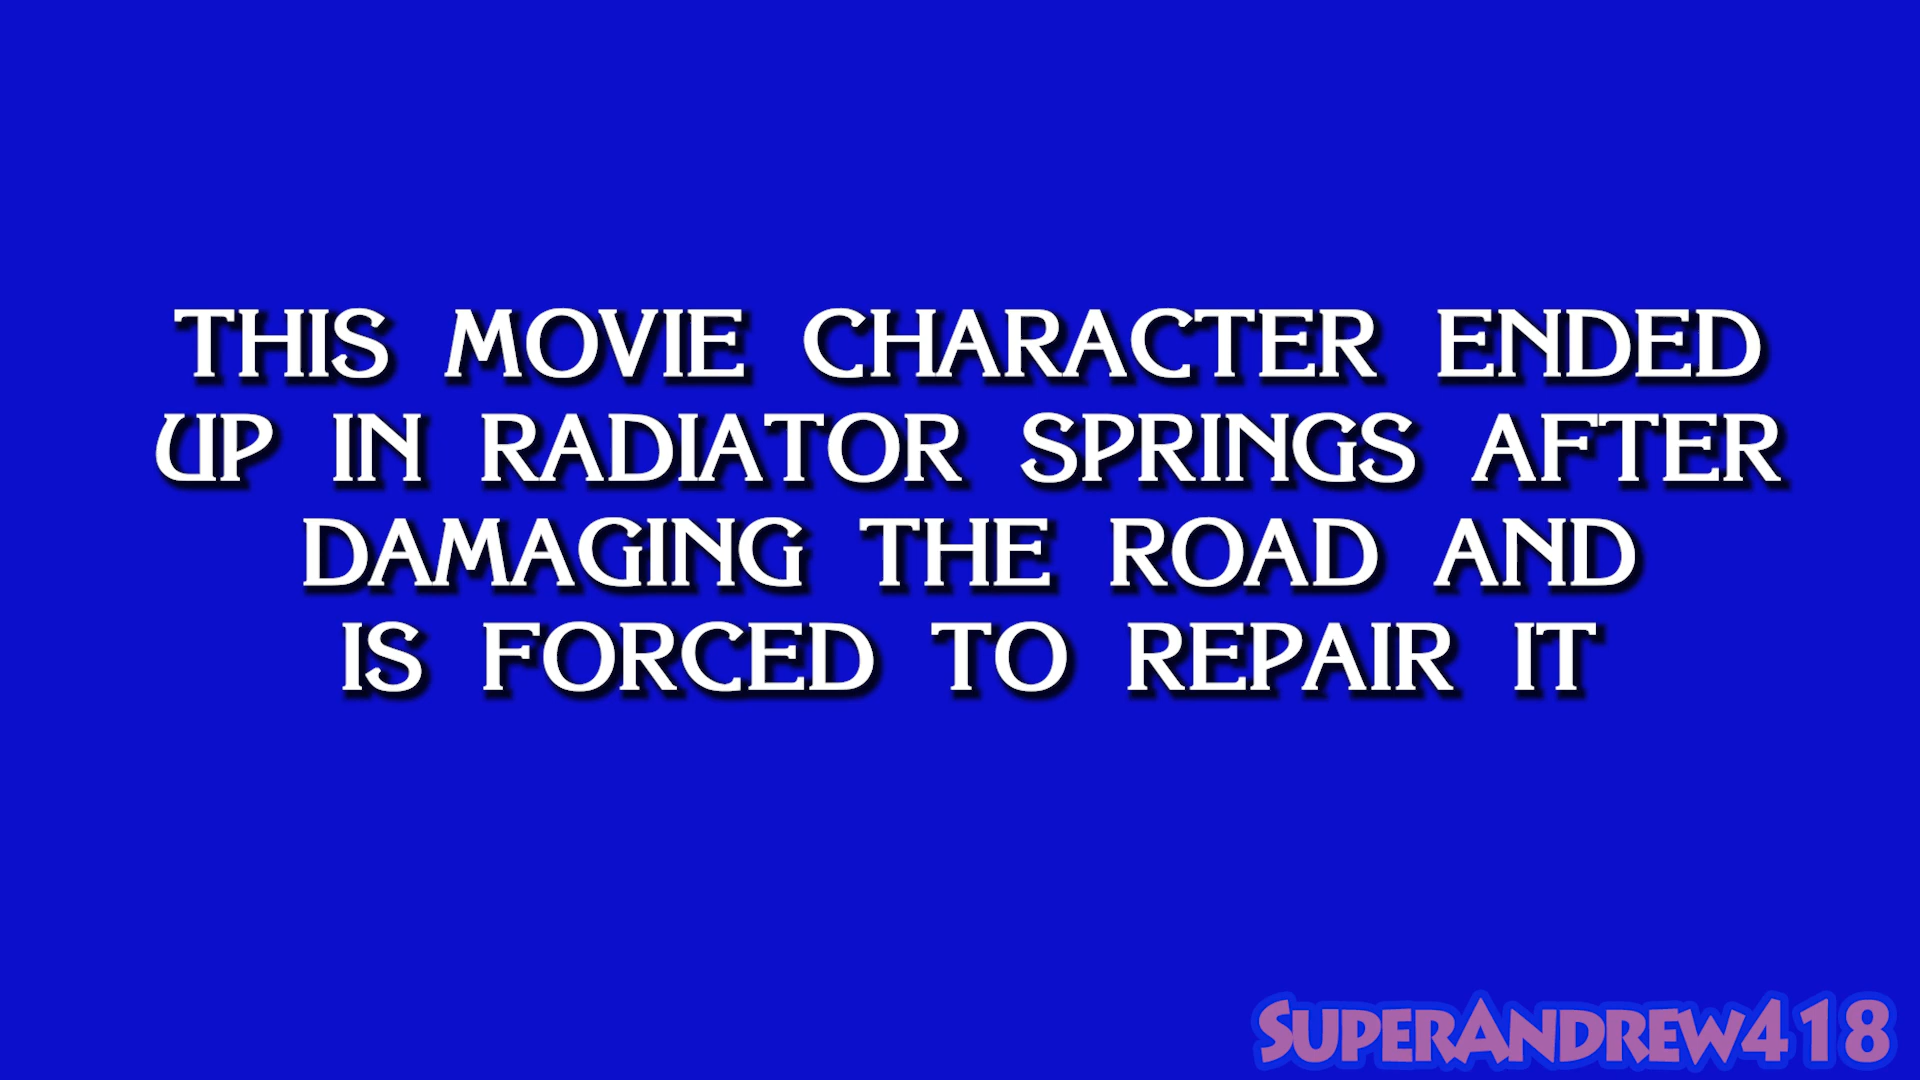 THIS MOVIE CHARACTER ENDED
UP IN RADIATOR SPRINGS AFTER
DAMAGING THE ROAD AND
IS FORCED TO REPAIR IT
SUPERANDREW418